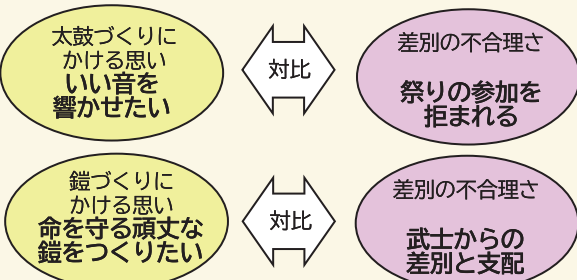 太鼓づくりに
かける思い
いい音を
響かせたい
対比
差別の不合理さ
祭りの参加を
拒まれる
鎧づくりに
かける思い
命を守る頑丈な
鎧をつくりたい
対比
差別の不合理さ
武士からの
差別と支配